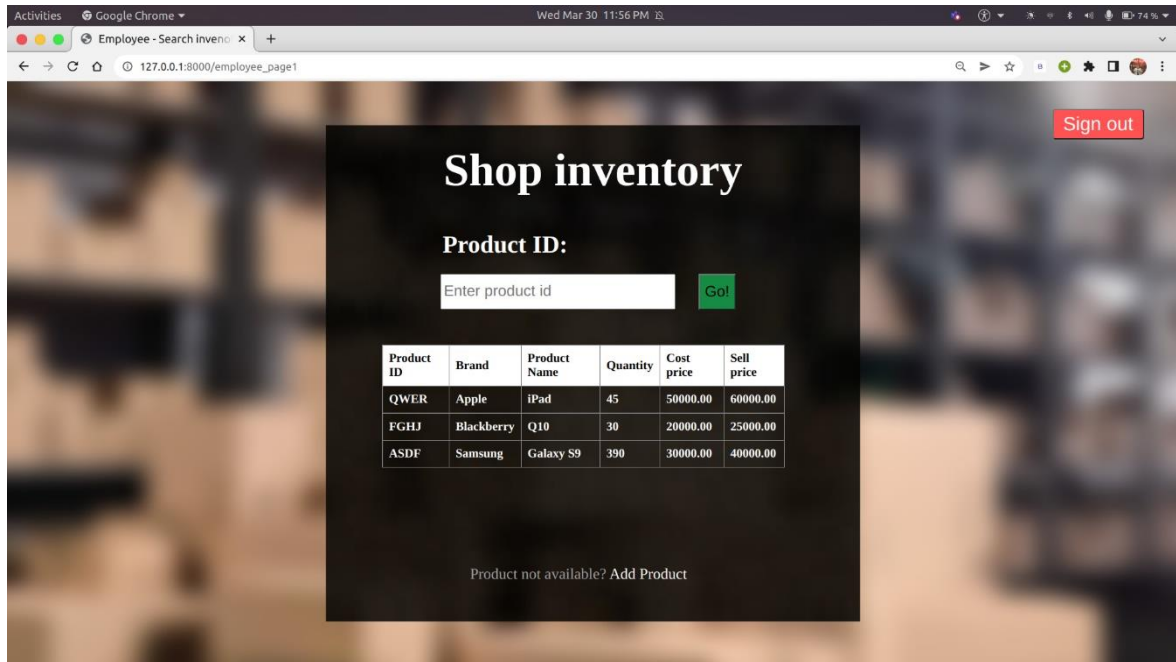 Activities Google Chrome Wed Mar 30 11:56 PM 74 %
Employee - Search inveno
127.0.0.1:8000/employee_page1
Sign out
Shop inventory
Product ID:
Enter product id Go!
Product ID Brand Product Name Quantity Cost price Sell price
QWER Apple iPad 45 50000.00 60000.00
FGHJ Blackberry Q10 30 20000.00 25000.00
ASDF Samsung Galaxy S9 390 30000.00 40000.00
Product not available? Add Product